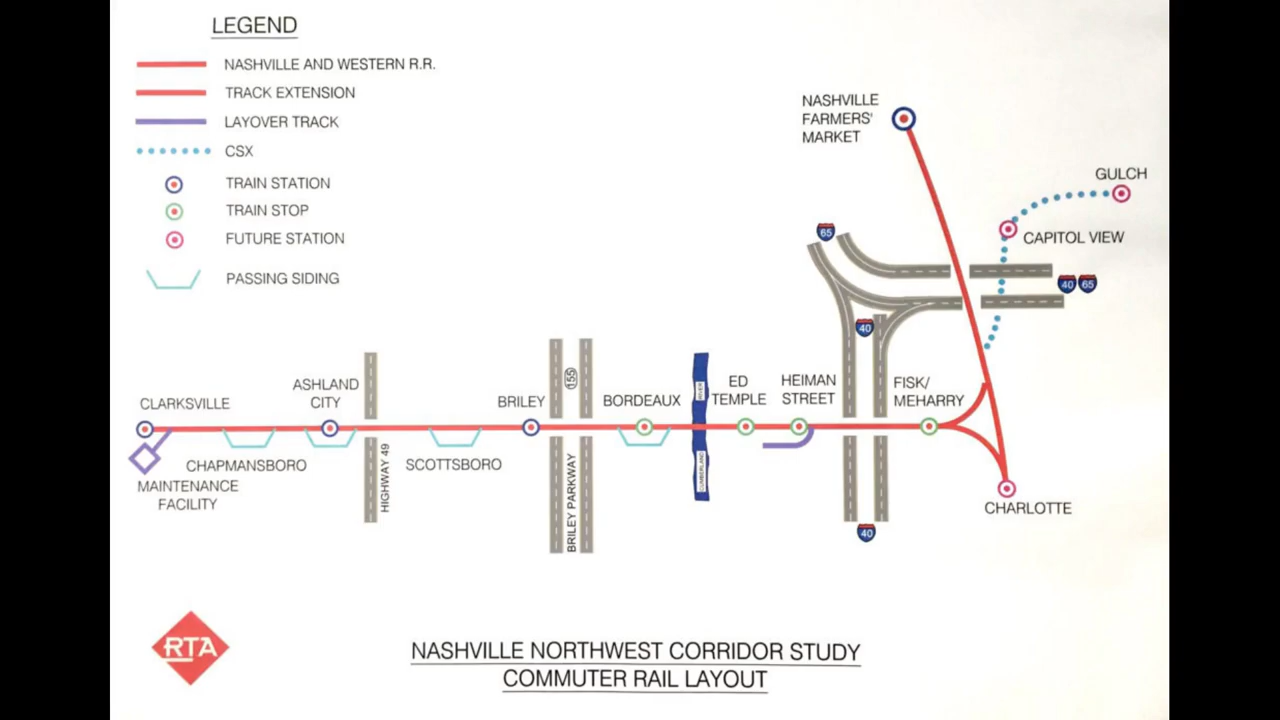 LEGEND
NASHVILLE AND WESTERN R.R.
TRACK EXTENSION
LAYOVER TRACK
CSX
TRAIN STATION
TRAIN STOP
FUTURE STATION
PASSING SIDING
NASHVILLE
FARMERS'
MARKET
GULCH
CAPITOL VIEW
65
40 65
40
CLARKSVILLE
ASHLAND
CITY
BRILEY
155
BORDEAUX
RIVER
ED
TEMPLE
HEIMAN
STREET
FISK/
MEHARRY
CHAPMANSBORO
SCOTTSBORO
MAINTENANCE
FACILITY
HIGHWAY 49
BRILEY PARKWAY
CUMBERLAND
CHARLOTTE
40
RTA
NASHVILLE NORTHWEST CORRIDOR STUDY
COMMUTER RAIL LAYOUT